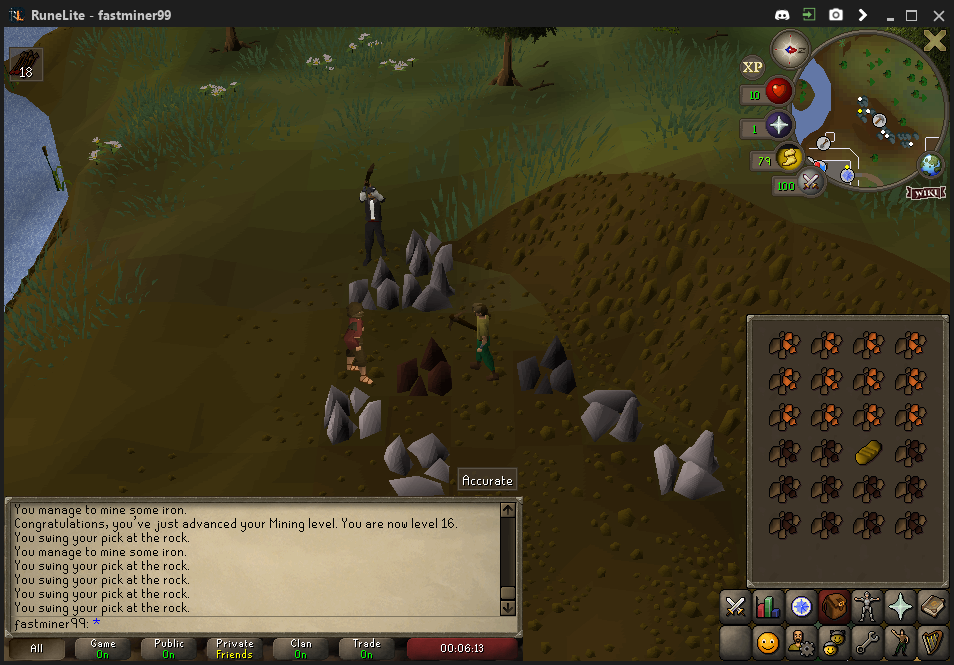 RuneLite - fastminer99
18
XP
10
1
79
100
WIKI
Accurate
You manage to mine some iron.
Congratulations, you've just advanced your Mining level. You are now level 16.
You swing your pick at the rock.
You manage to mine some iron.
You swing your pick at the rock.
You swing your pick at the rock.
You swing your pick at the rock.
You swing your pick at the rock.
fastminer99: *
All
Game
On
Public
On
Private
Friends
Clan
On
Trade
On
00:06:13